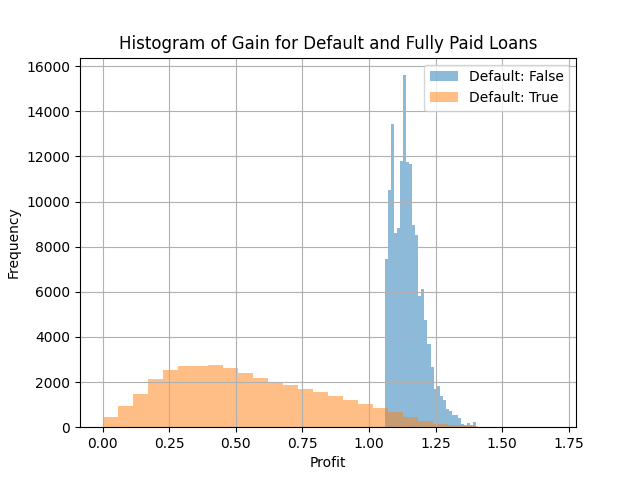 Histogram of Gain for Default and Fully Paid Loans
Default: False
Default: True
Frequency
16000
14000
12000
10000
8000
6000
4000
2000
0
0.00 0.25 0.50 0.75 1.00 1.25 1.50 1.75
Profit